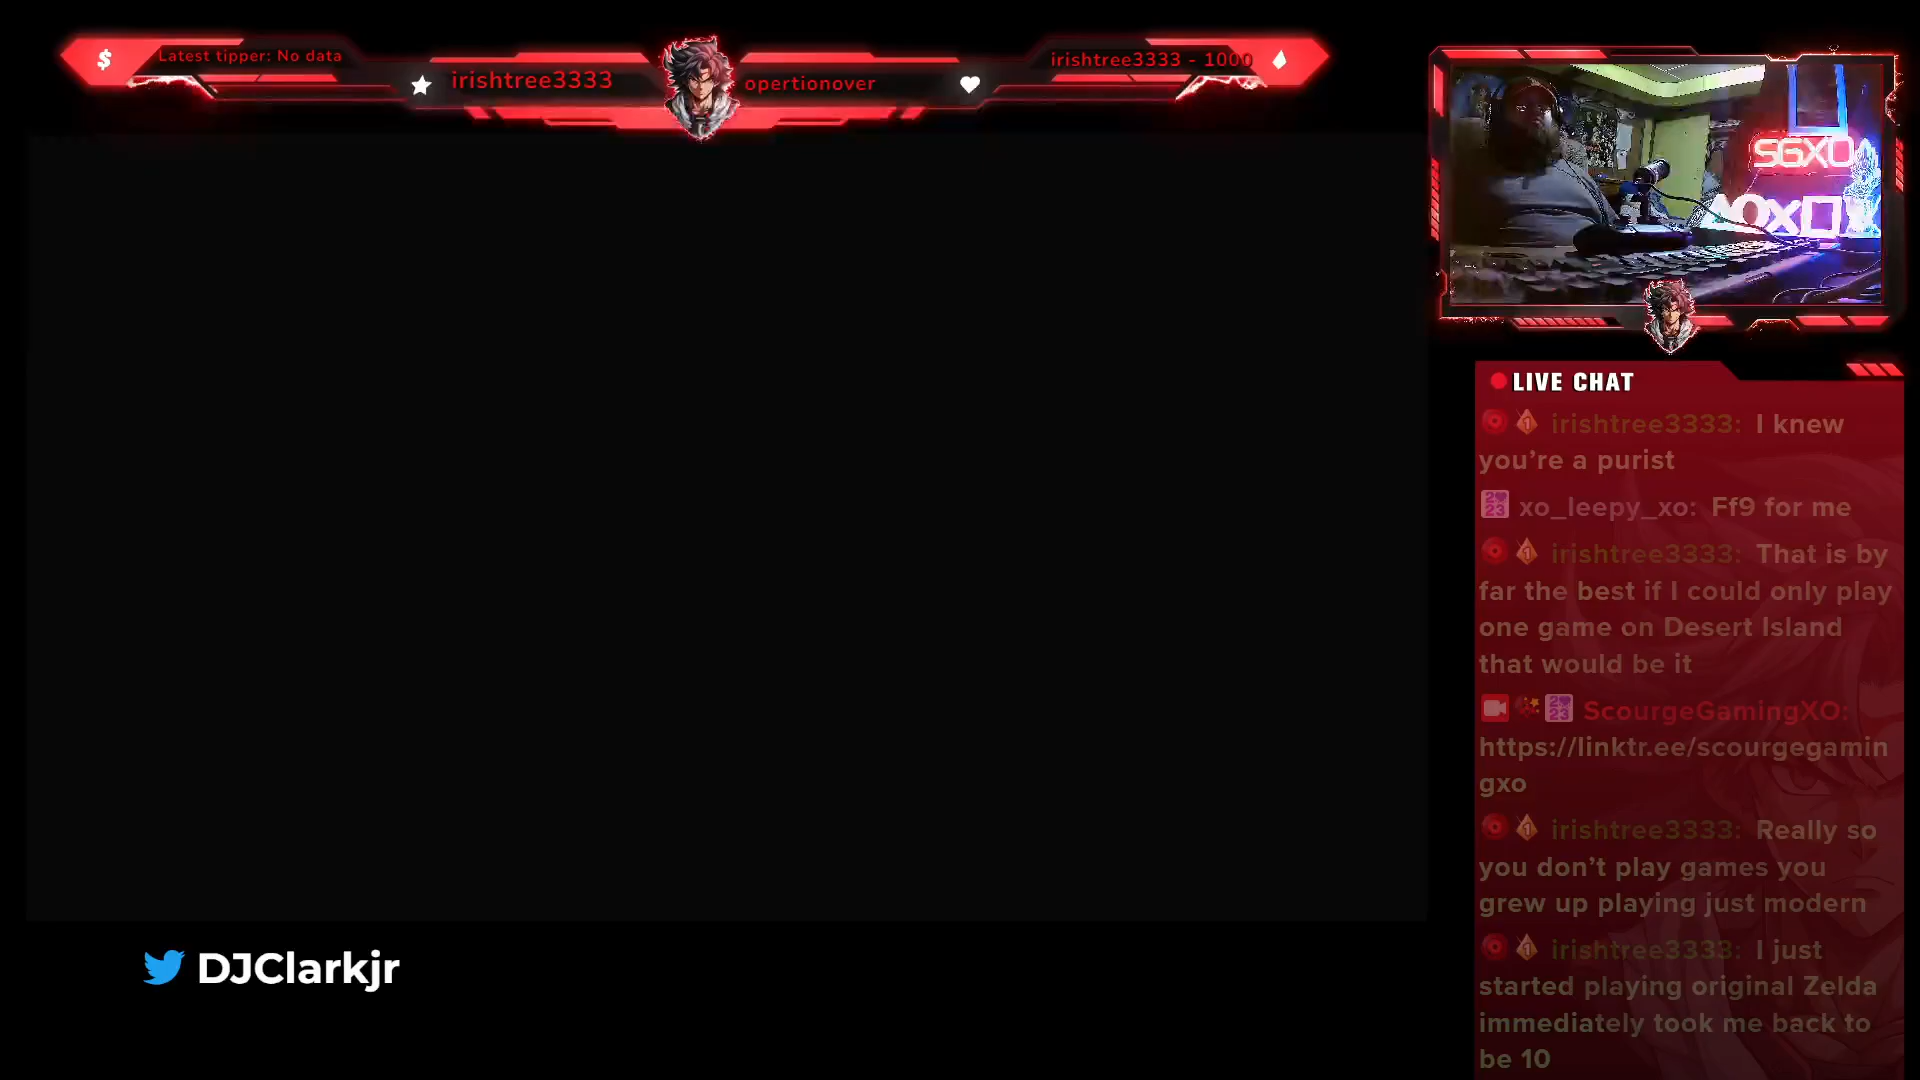 $ Latest tipper: No data
irishtree3333
opertionover
irishtree3333 - 1000
SGXO
LIVE CHAT
irishtree3333: I knew
you’re a purist
xo_leepy_xo: Ff9 for me
irishtree3333: That is by
far the best if I could only play
one game on Desert Island
that would be it
ScourgeGamingXO:
https://linktr.ee/scourgegamin
gxo
irishtree3333: Really so
you don’t play games you
grew up playing just modern
irishtree3333: I just
started playing original Zelda
immediately took me back to
be 10
DJClarkjr